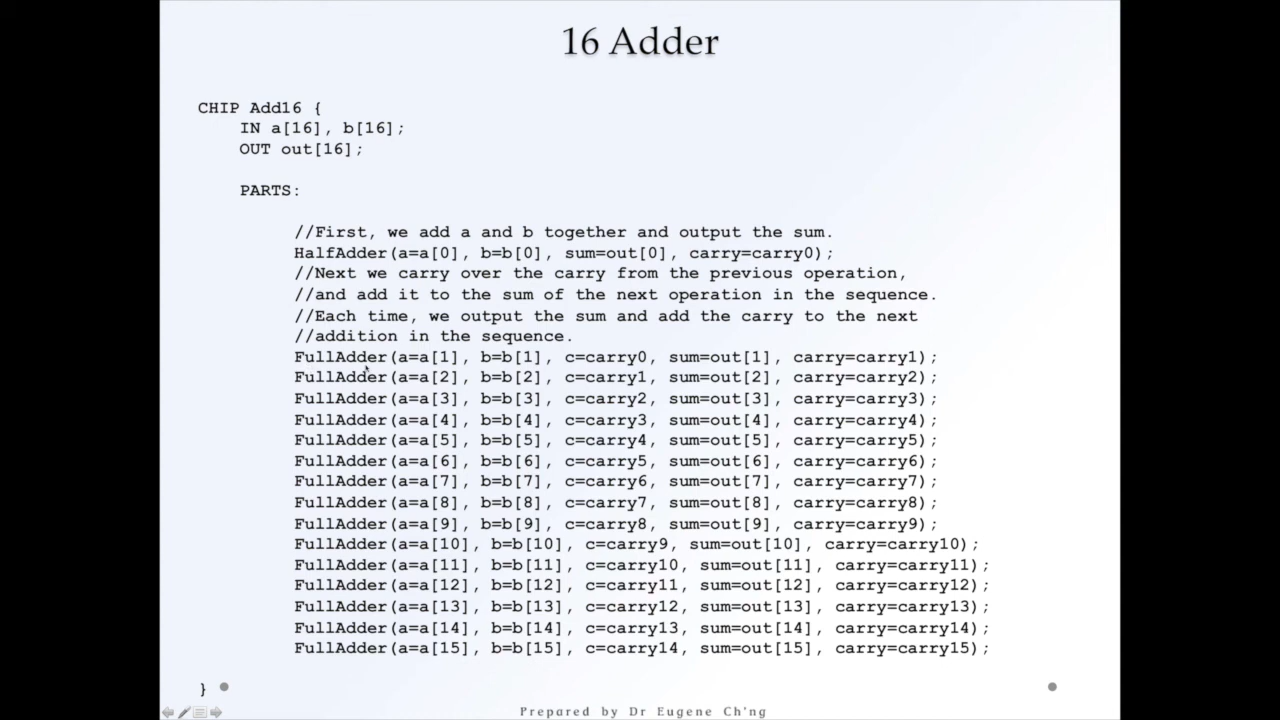 16 Adder
CHIP Add16 {
IN a[16], b[16];
OUT out[16];
PARTS:
//First, we add a and b together and output the sum.
HalfAdder(a=a[0], b=b[0], sum=out[0], carry=carry0);
//Next we carry over the carry from the previous operation,
//and add it to the sum of the next operation in the sequence.
//Each time, we output the sum and add the carry to the next
//addition in the sequence.
FullAdder(a=a[1], b=b[1], c=carry0, sum=out[1], carry=carry1);
FullAdder(a=a[2], b=b[2], c=carry1, sum=out[2], carry=carry2);
FullAdder(a=a[3], b=b[3], c=carry2, sum=out[3], carry=carry3);
FullAdder(a=a[4], b=b[4], c=carry3, sum=out[4], carry=carry4);
FullAdder(a=a[5], b=b[5], c=carry4, sum=out[5], carry=carry5);
FullAdder(a=a[6], b=b[6], c=carry5, sum=out[6], carry=carry6);
FullAdder(a=a[7], b=b[7], c=carry6, sum=out[7], carry=carry7);
FullAdder(a=a[8], b=b[8], c=carry7, sum=out[8], carry=carry8);
FullAdder(a=a[9], b=b[9], c=carry8, sum=out[9], carry=carry9);
FullAdder(a=a[10], b=b[10], c=carry9, sum=out[10], carry=carry10);
FullAdder(a=a[11], b=b[11], c=carry10, sum=out[11], carry=carry11);
FullAdder(a=a[12], b=b[12], c=carry11, sum=out[12], carry=carry12);
FullAdder(a=a[13], b=b[13], c=carry12, sum=out[13], carry=carry13);
FullAdder(a=a[14], b=b[14], c=carry13, sum=out[14], carry=carry14);
FullAdder(a=a[15], b=b[15], c=carry14, sum=out[15], carry=carry15);
}
Prepared by Dr Eugene Ch'ng